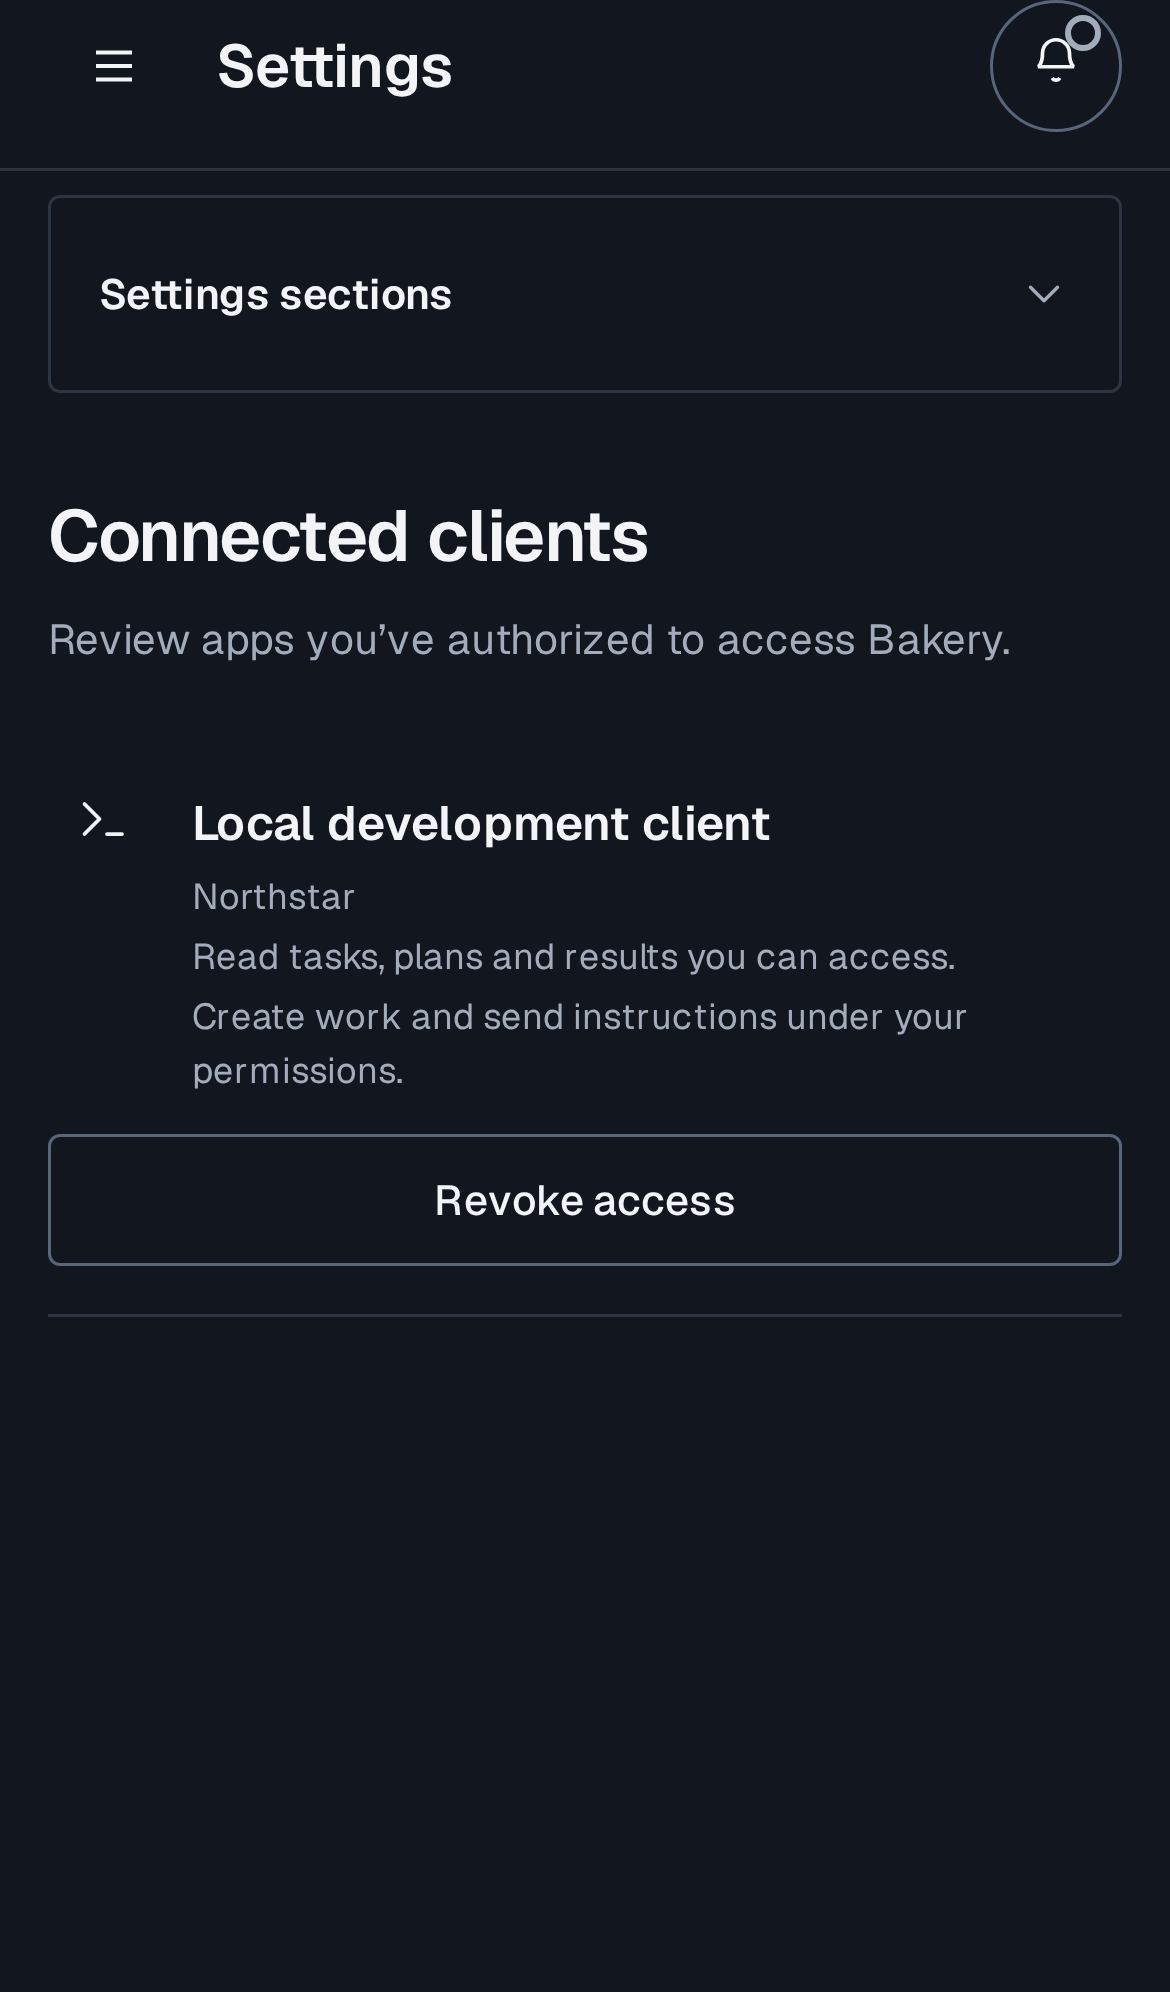 Settings
Settings sections
Connected clients
Review apps you’ve authorized to access Bakery.
Local development client
Northstar
Read tasks, plans and results you can access.
Create work and send instructions under your
permissions.
Revoke access